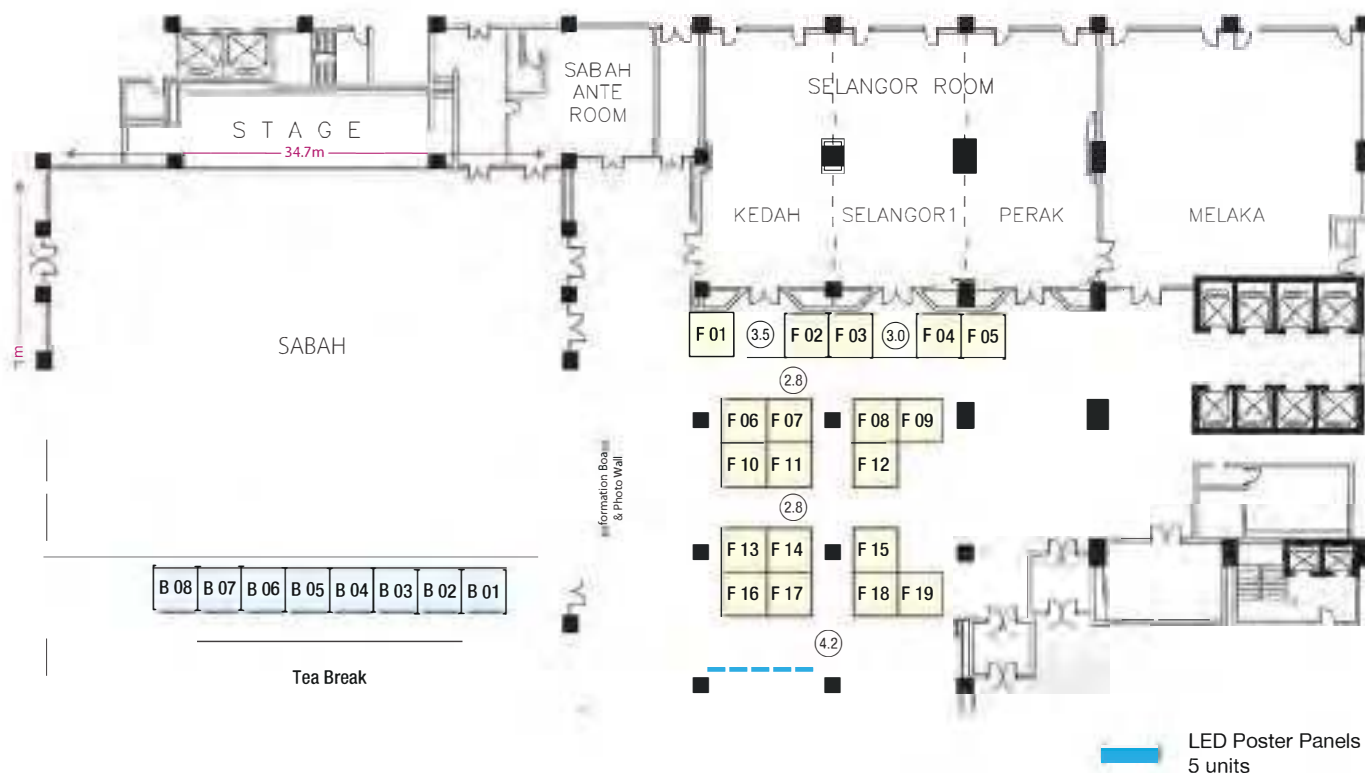 SABAH
ANTE
ROOM
SELANGOR ROOM
STAGE
34.7m
KEDAH
SELANGOR1
PERAK
MELAKA
m
SABAH
F 01
3.5
F 02
F 03
3.0
F 04
F 05
2.8
F 06
F 07
F 08
F 09
F 10
F 11
F 12
& Photo Wall
2.8
F 13
F 14
F 15
F 16
F 17
F 18
F 19
B 08
B 07
B 06
B 05
B 04
B 03
B 02
B 01
4.2
Tea Break
LED Poster Panels
5 units